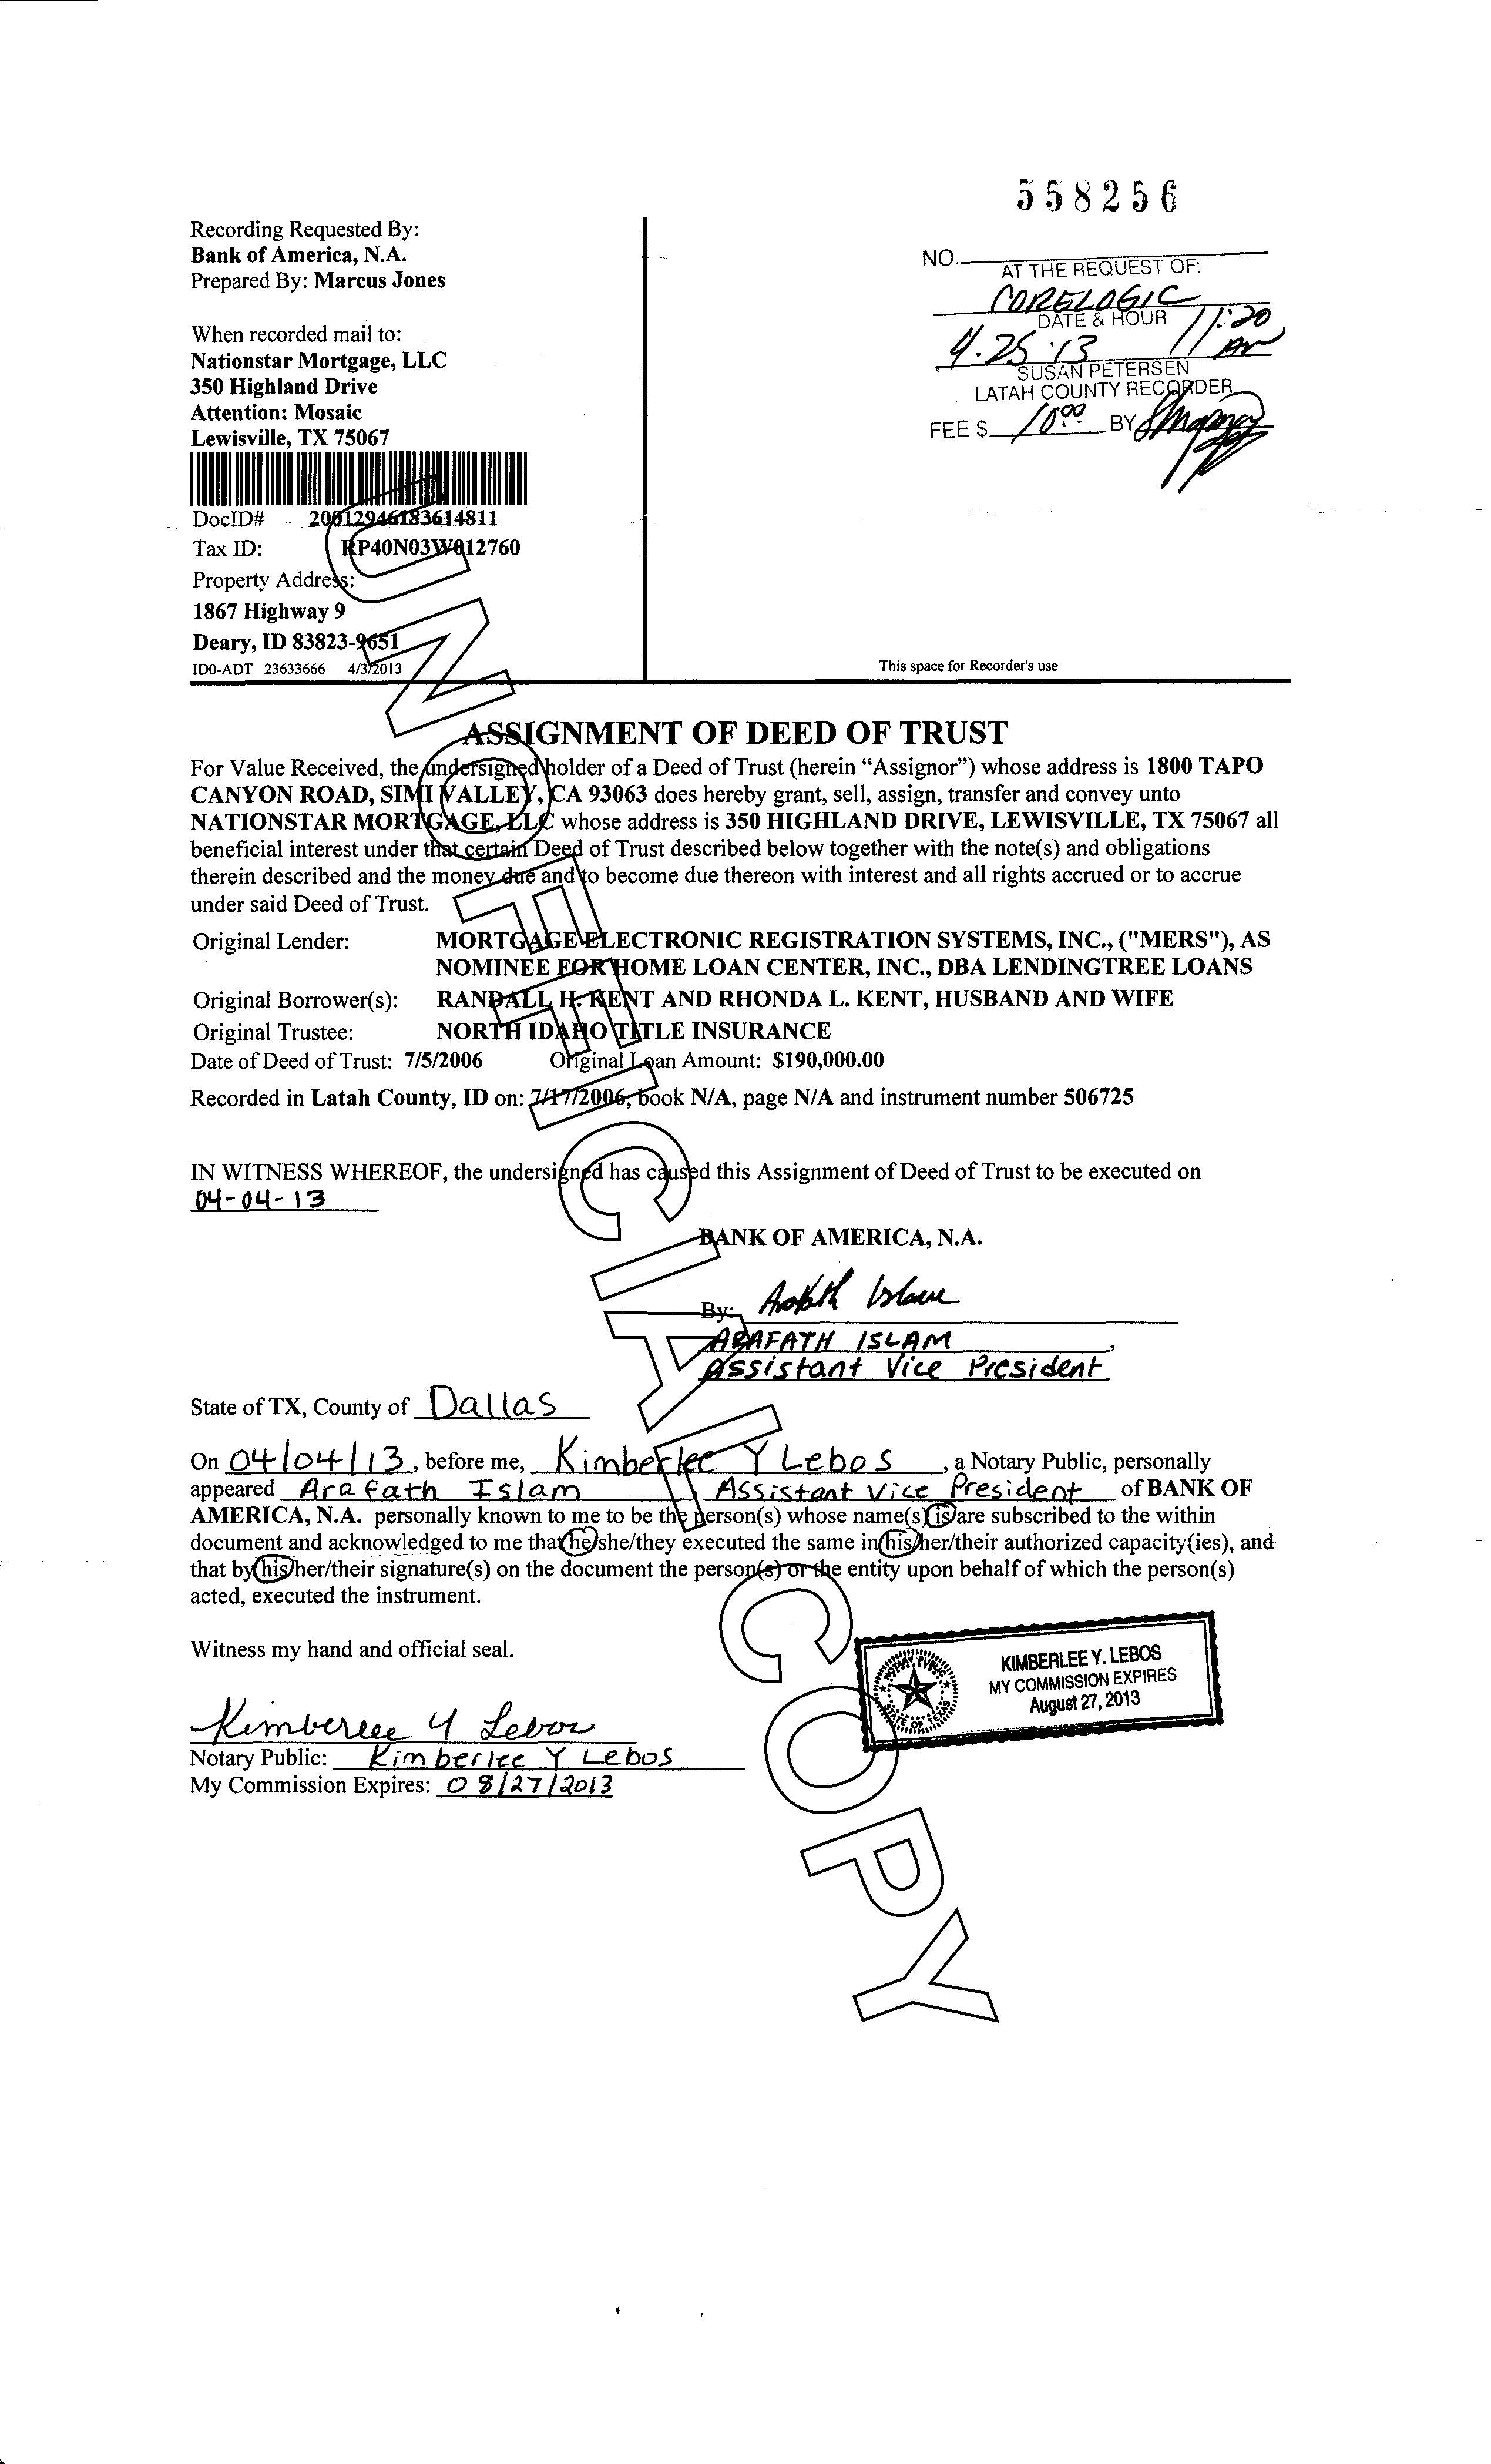 558256
Recording Requested By:
Bank of America, N.A.
Prepared By: Marcus Jones
When recorded mail to:
Nationstar Mortgage, LLC
350 Highland Drive
Attention: Mosaic
Lewisville, TX 75067
DocID# 20012946183614811
Tax ID: RP40N03W012760
Property Address:
1867 Highway 9
Deary, ID 83823-9651
ID0-ADT 23633666 4/3/2013
NO.
AT THE REQUEST OF:
CORELOGIC
DATE & HOUR
4.25.13 11:20 AM
SUSAN PETERSEN
LATAH COUNTY RECORDER
FEE $ 10.00 BY
This space for Recorder's use
ASSIGNMENT OF DEED OF TRUST
For Value Received, the undersigned holder of a Deed of Trust (herein “Assignor”) whose address is 1800 TAPO
CANYON ROAD, SIMI VALLEY, CA 93063 does hereby grant, sell, assign, transfer and convey unto
NATIONSTAR MORTGAGE, LLC whose address is 350 HIGHLAND DRIVE, LEWISVILLE, TX 75067 all
beneficial interest under that certain Deed of Trust described below together with the note(s) and obligations
therein described and the money due and to become due thereon with interest and all rights accrued or to accrue
under said Deed of Trust.
Original Lender: MORTGAGE ELECTRONIC REGISTRATION SYSTEMS, INC., ("MERS"), AS
NOMINEE FOR HOME LOAN CENTER, INC., DBA LENDINGTREE LOANS
Original Borrower(s): RANDALL H. KENT AND RHONDA L. KENT, HUSBAND AND WIFE
Original Trustee: NORTH IDAHO TITLE INSURANCE
Date of Deed of Trust: 7/5/2006 Original Loan Amount: $190,000.00
Recorded in Latah County, ID on: 7/17/2006, book N/A, page N/A and instrument number 506725
IN WITNESS WHEREOF, the undersigned has caused this Assignment of Deed of Trust to be executed on
04-04-13
BANK OF AMERICA, N.A.
By: Arafath Islam
ARAFATH ISLAM,
Assistant Vice President
State of TX, County of Dallas
On 04/04/13, before me, Kimberlee Y Lebos, a Notary Public, personally
appeared Arafath Islam, Assistant Vice President of BANK OF
AMERICA, N.A. personally known to me to be the person(s) whose name(s) is/are subscribed to the within
document and acknowledged to me that he/she/they executed the same in his/her/their authorized capacity(ies), and
that by his/her/their signature(s) on the document the person(s) or the entity upon behalf of which the person(s)
acted, executed the instrument.
Witness my hand and official seal.
KIMBERLEE Y. LEBOS
MY COMMISSION EXPIRES
August 27, 2013
NOTARY PUBLIC
STATE OF TEXAS
Kimberlee Y Lebos
Notary Public: Kimberlee Y Lebos
My Commission Expires: 08/27/2013
UNOFFICIAL COPY